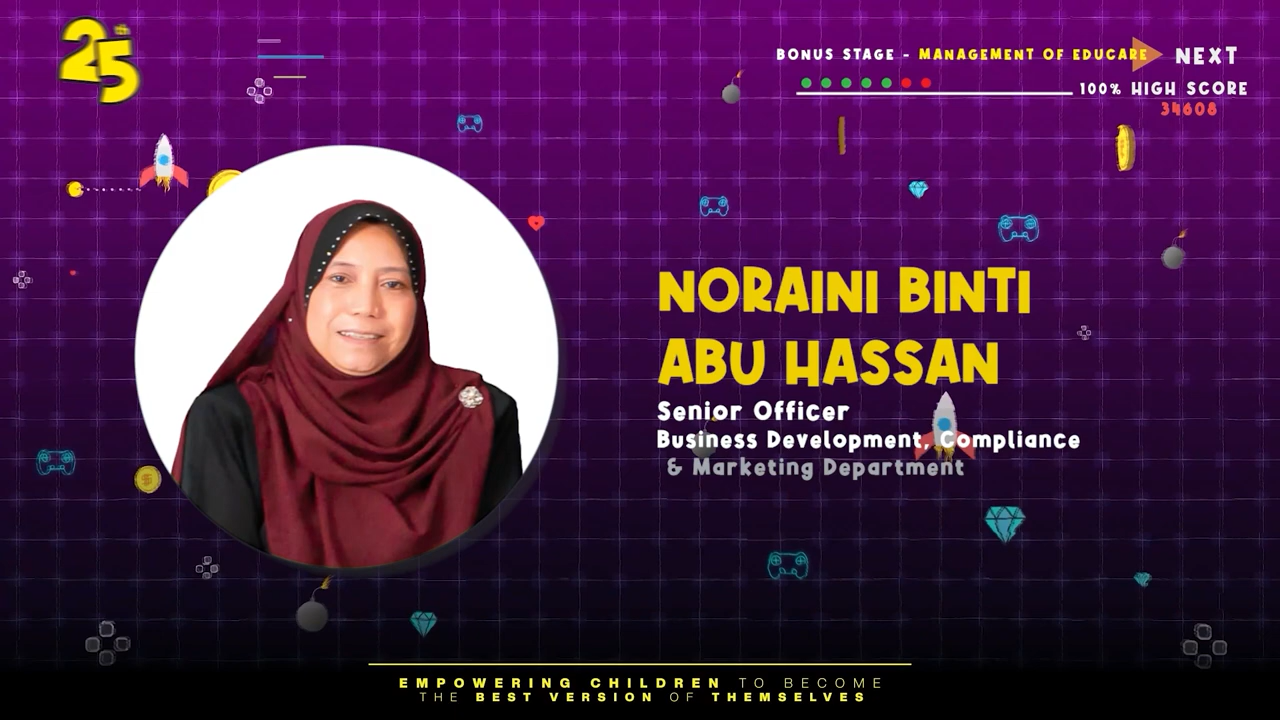 25
BONUS STAGE - MANAGEMENT OF EDUCARE
NEXT
100% HIGH SCORE
34608
NORAINI BINTI
ABU HASSAN
Senior Officer
Business Development, Compliance
& Marketing Department
EMPOWERING CHILDREN TO BECOME
THE BEST VERSION OF THEMSELVES